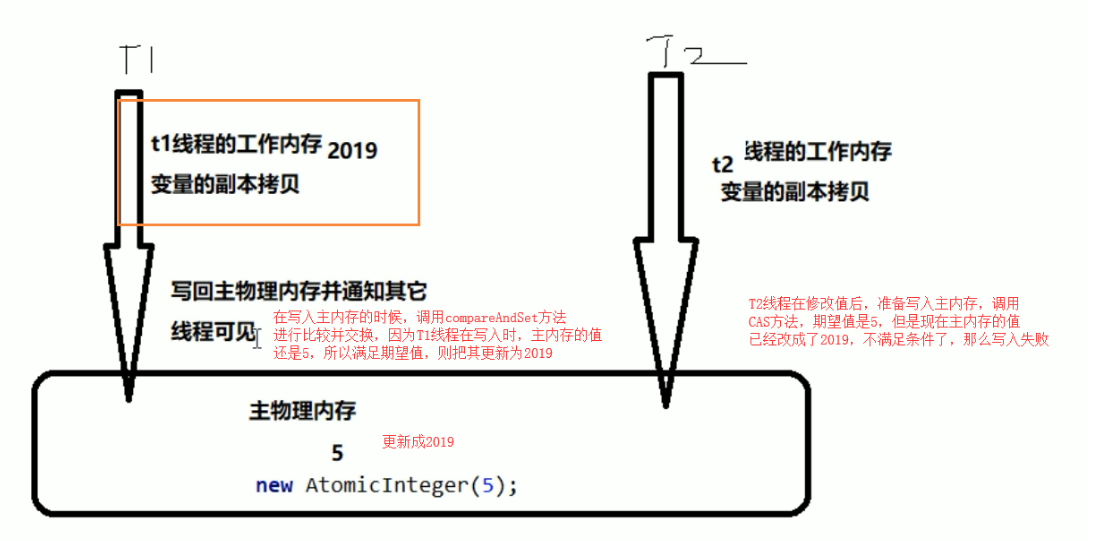 T1
T2
t1线程的工作内存 2019
变量的副本拷贝
t2 线程的工作内存
变量的副本拷贝
写回主物理内存并通知其它
线程可见
在写入主内存的时候，调用compareAndSet方法
进行比较并交换，因为T1线程在写入时，主内存的值
还是5，所以满足期望值，则把其更新为2019
T2线程在修改值后，准备写入主内存，调用
CAS方法，期望值是5，但是现在主内存的值
已经改成了2019，不满足条件了，那么写入失败
主物理内存
5
更新成2019
new AtomicInteger(5);